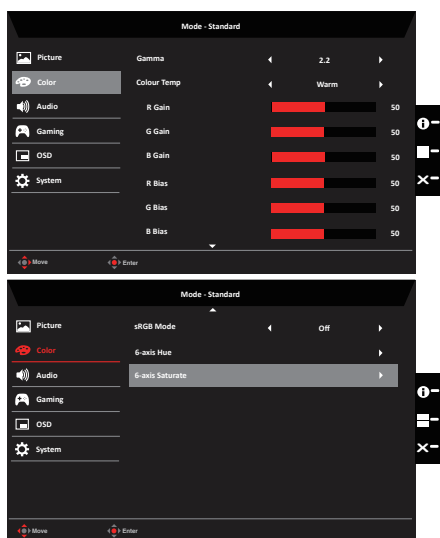 Mode - Standard
Picture
Gamma 2.2
Color
Colour Temp Warm
Audio
R Gain 50
Gaming
G Gain 50
OSD
B Gain 50
System
R Bias 50
G Bias 50
B Bias 50
Move Enter
Mode - Standard
Picture
sRGB Mode Off
Color
6-axis Hue
Audio
6-axis Saturate
Gaming
OSD
System
Move Enter